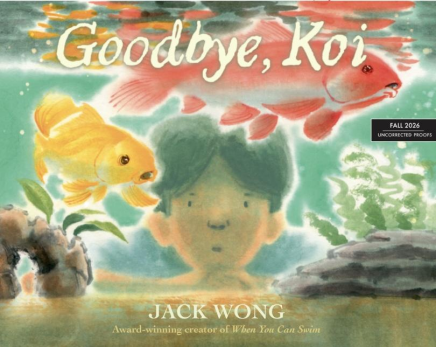 Goodbye, Koi
FALL 2026
UNCORRECTED PROOFS
JACK WONG
Award-winning creator of When You Can Swim